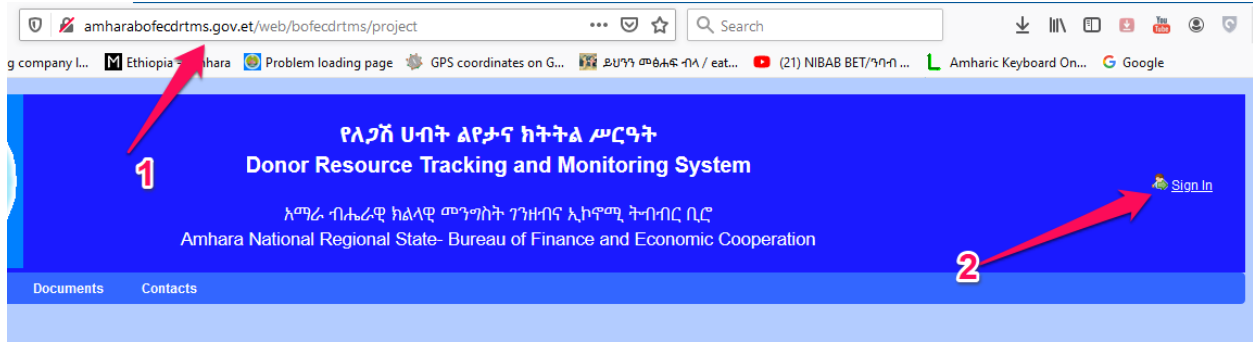 amharabofecdrtms.gov.et/web/bofecdrtms/project
Search
You Tube
g company l...
Ethiopia
hara
Problem loading page
GPS coordinates on G...
ይህንን መፅሐፍ ብላ / eat...
(21) NIBAB BET/ንባብ ...
Amharic Keyboard On...
Google
የለጋሽ ሀብት ልየታና ክትትል ሥርዓት
Donor Resource Tracking and Monitoring System
Sign In
አማራ ብሔራዊ ክልላዊ መንግስት ገንዘብና ኢኮኖሚ ትብብር ቢሮ
Amhara National Regional State- Bureau of Finance and Economic Cooperation
1
2
Documents
Contacts